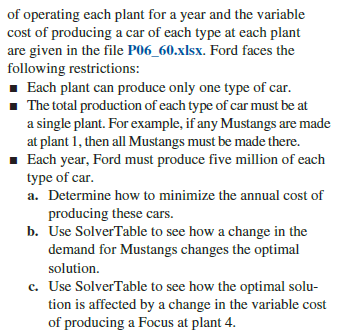 of operating each plant for a year and the variable
cost of producing a car of each type at each plant
are given in the file P06_60.xlsx. Ford faces the
following restrictions:
■ Each plant can produce only one type of car.
■ The total production of each type of car must be at
a single plant. For example, if any Mustangs are made
at plant 1, then all Mustangs must be made there.
■ Each year, Ford must produce five million of each
type of car.
a. Determine how to minimize the annual cost of
producing these cars.
b. Use SolverTable to see how a change in the
demand for Mustangs changes the optimal
solution.
c. Use SolverTable to see how the optimal solu-
tion is affected by a change in the variable cost
of producing a Focus at plant 4.